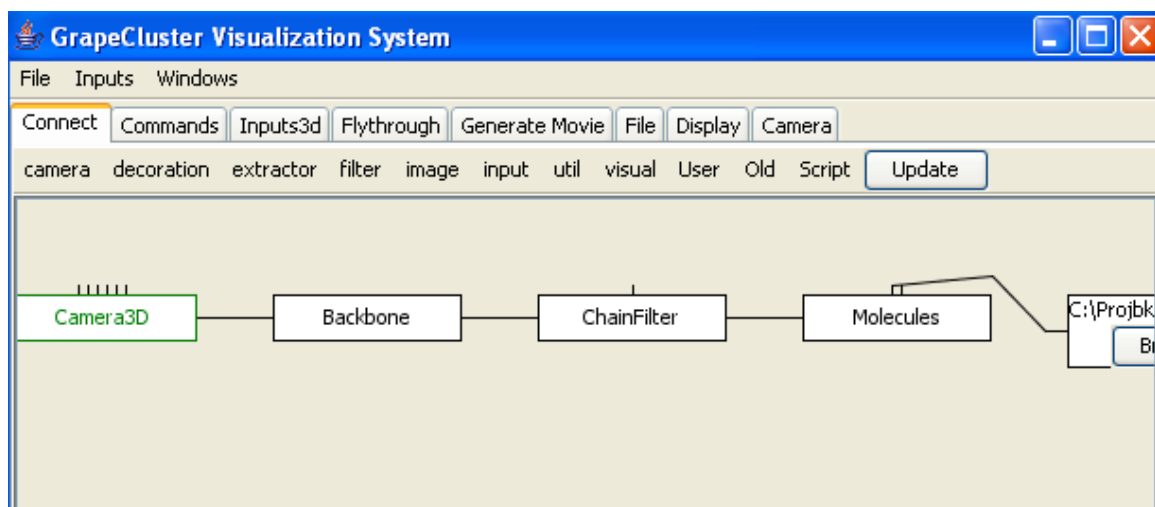 GrapeCluster Visualization System
File Inputs Windows
Connect Commands Inputs3d Flythrough Generate Movie File Display Camera
camera decoration extractor filter image input util visual User Old Script Update
Camera3D Backbone ChainFilter Molecules C:\Projbk